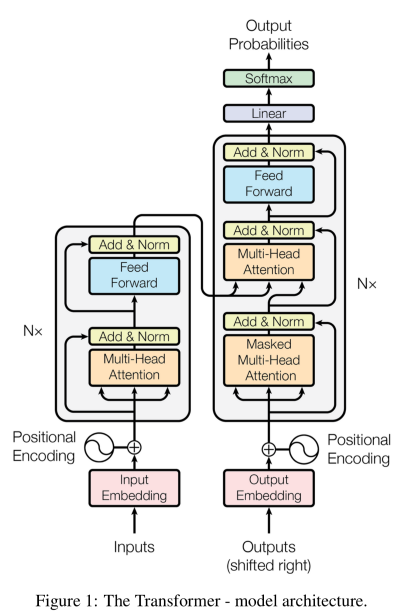 Output
Probabilities
Softmax
Linear
Add & Norm
Feed
Forward
Add & Norm
Multi-Head
Attention
Add & Norm
Masked
Multi-Head
Attention
N×
Add & Norm
Feed
Forward
Add & Norm
Multi-Head
Attention
N×
Positional
Encoding
Positional
Encoding
Input
Embedding
Output
Embedding
Inputs
Outputs
(shifted right)
Figure 1: The Transformer - model architecture.